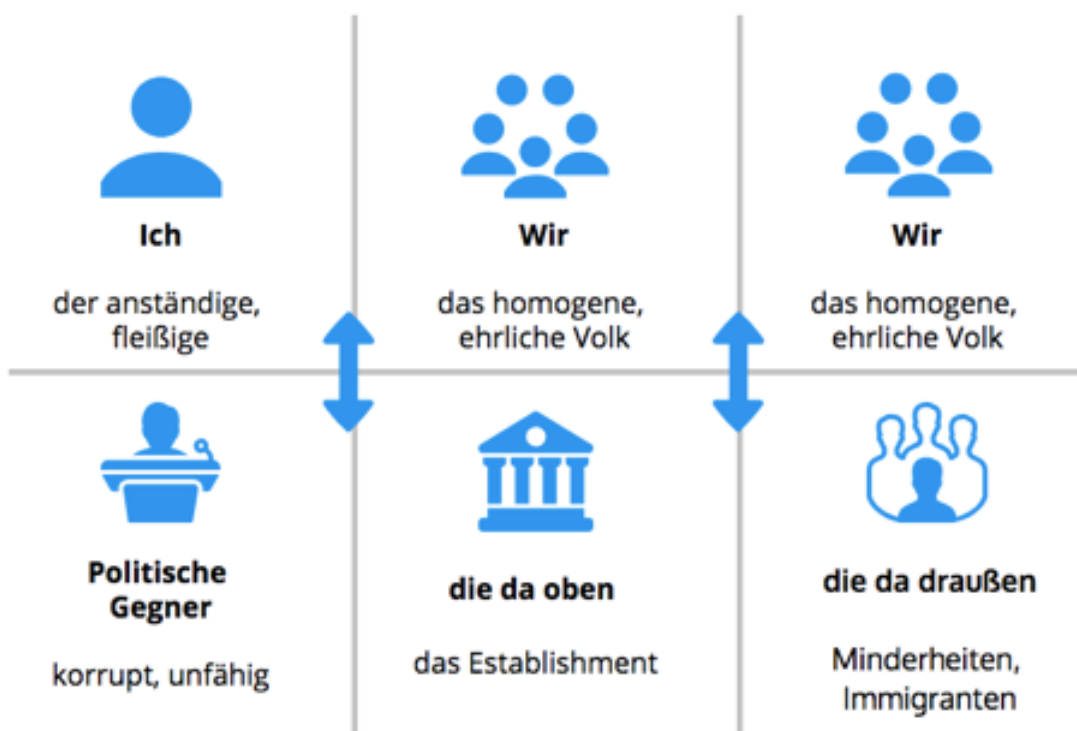 Ich
der anständige,
fleißige
Wir
das homogene,
ehrliche Volk
Wir
das homogene,
ehrliche Volk
Politische
Gegner
korrupt, unfähig
die da oben
das Establishment
die da draußen
Minderheiten,
Immigranten